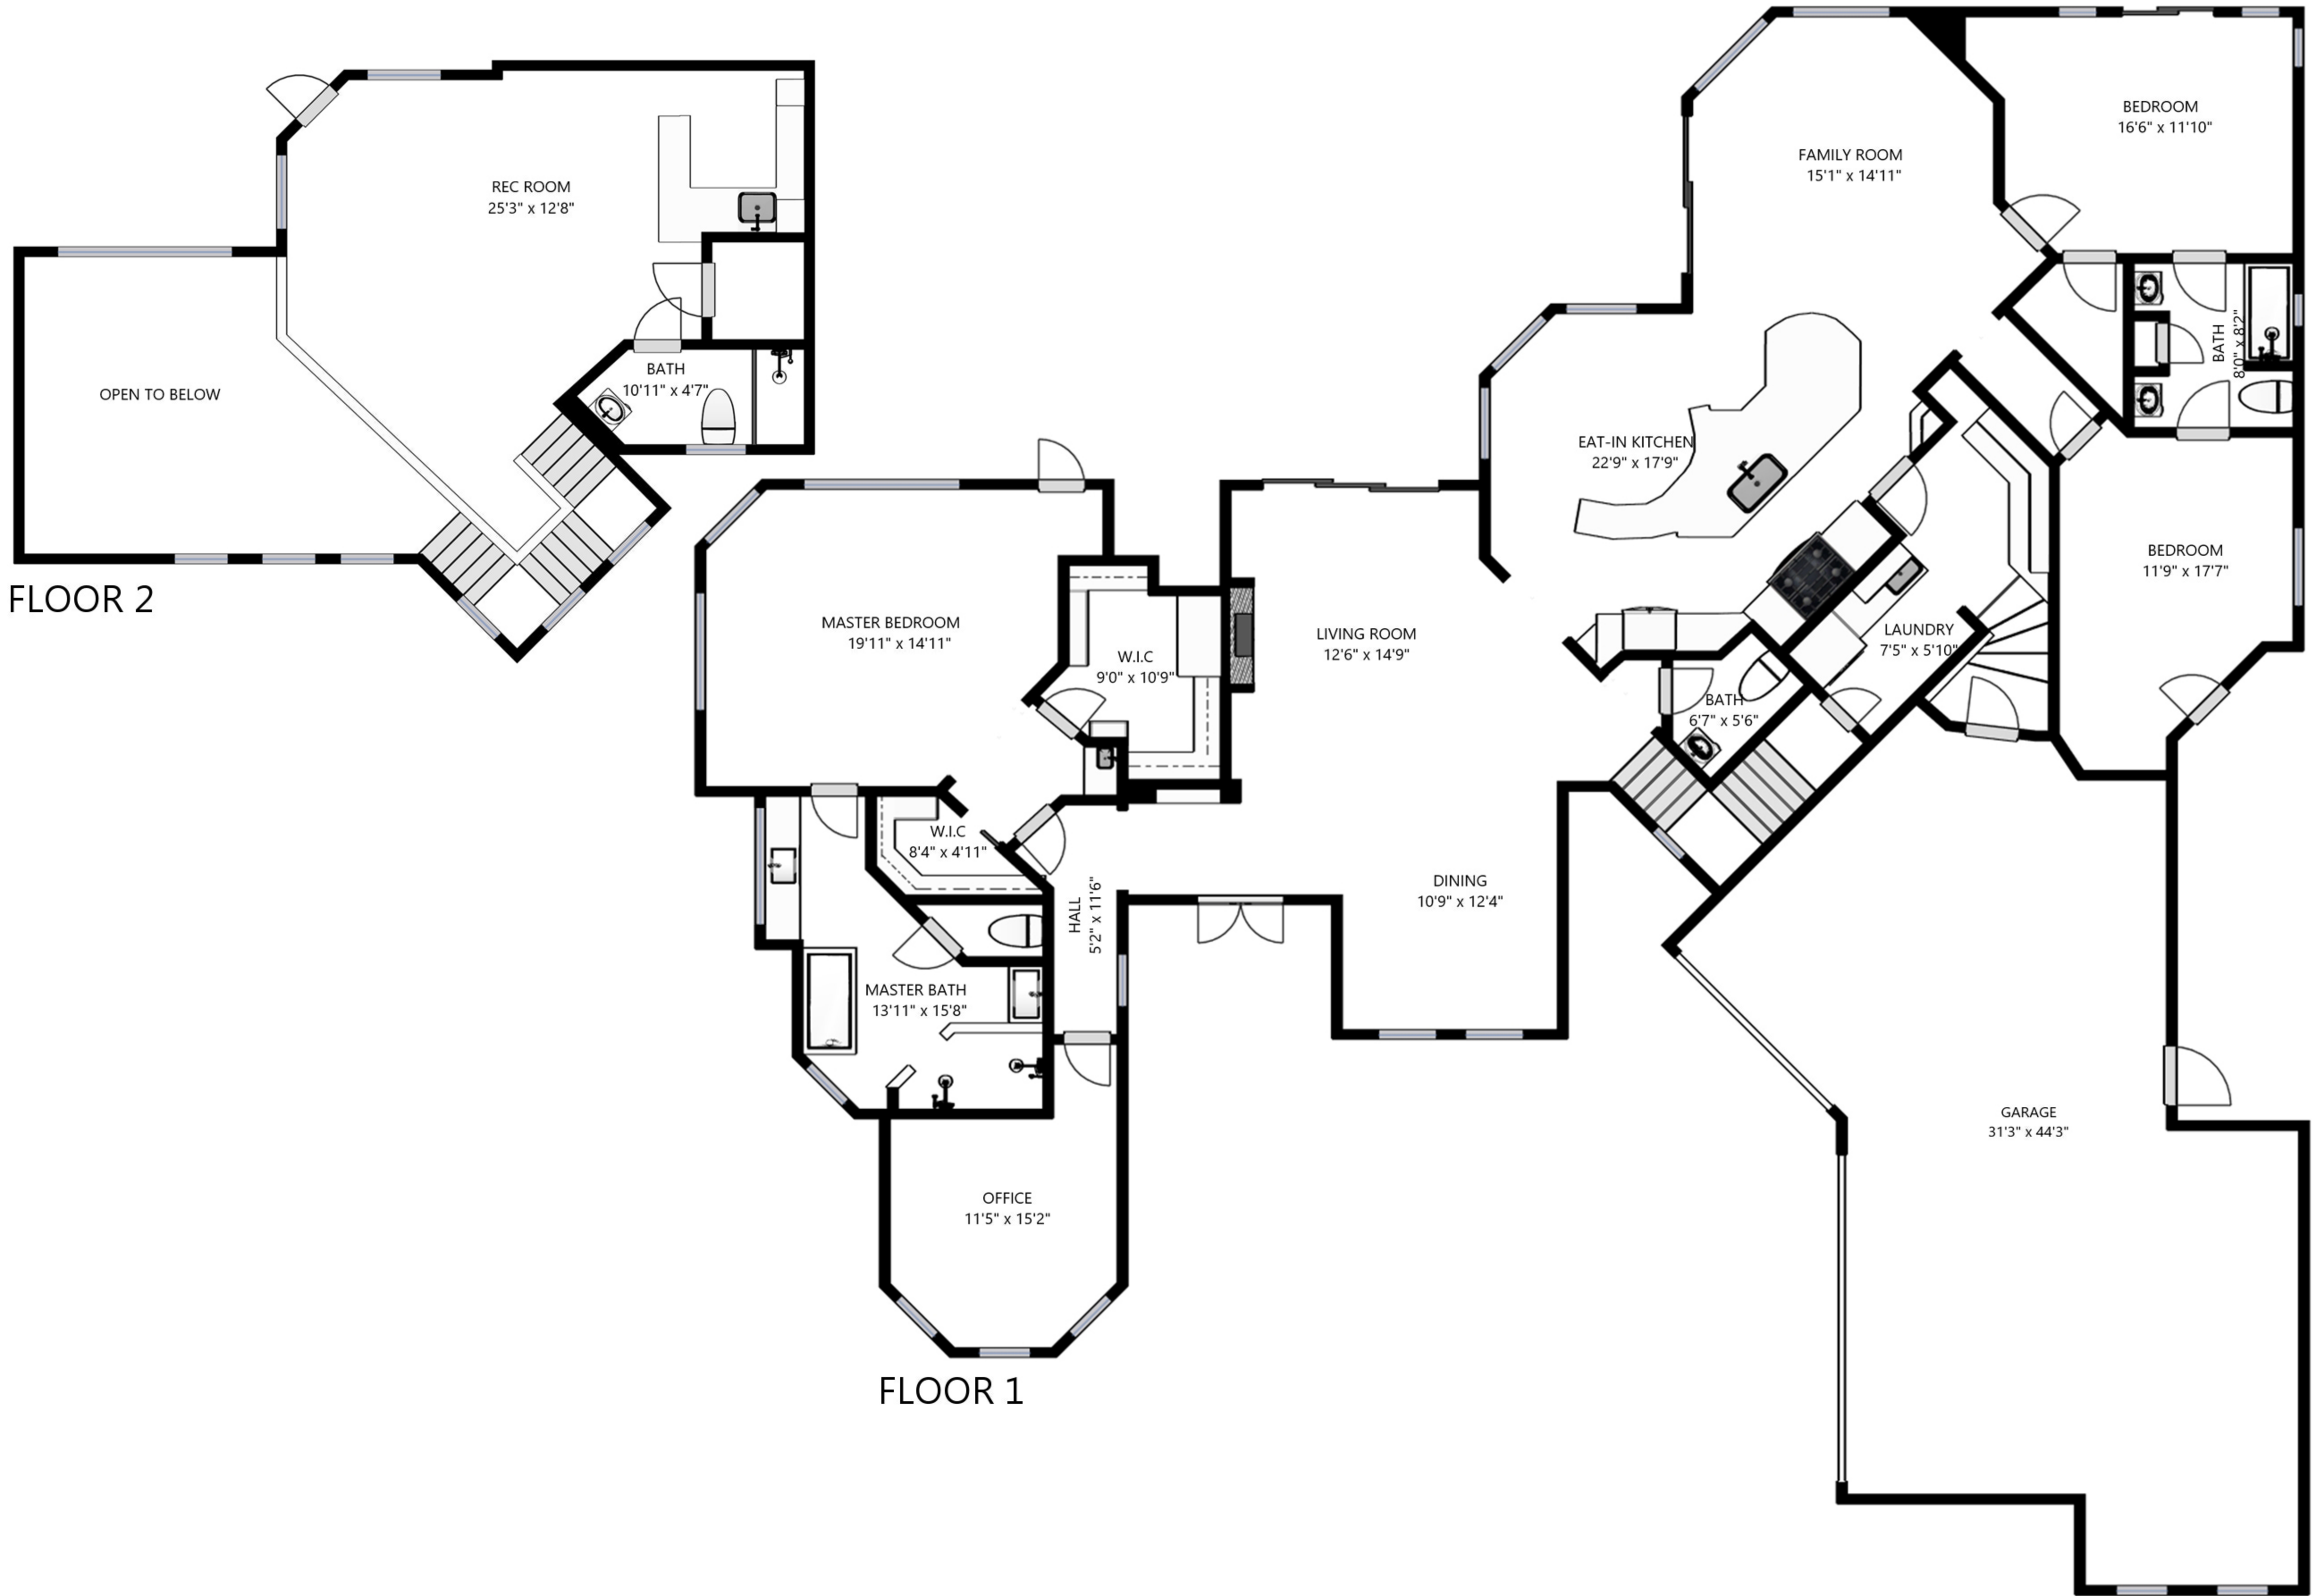 REC ROOM
25'3" x 12'8"
OPEN TO BELOW
BATH
10'11" x 4'7"
FLOOR 2
BEDROOM
16'6" x 11'10"
FAMILY ROOM
15'1" x 14'11"
BATH
8'0" x 8'2"
EAT-IN KITCHEN
22'9" x 17'9"
BEDROOM
11'9" x 17'7"
MASTER BEDROOM
19'11" x 14'11"
W.I.C
9'0" x 10'9"
LIVING ROOM
12'6" x 14'9"
LAUNDRY
7'5" x 5'10"
BATH
6'7" x 5'6"
W.I.C
8'4" x 4'11"
HALL
5'2" x 11'6"
DINING
10'9" x 12'4"
MASTER BATH
13'11" x 15'8"
GARAGE
31'3" x 44'3"
OFFICE
11'5" x 15'2"
FLOOR 1